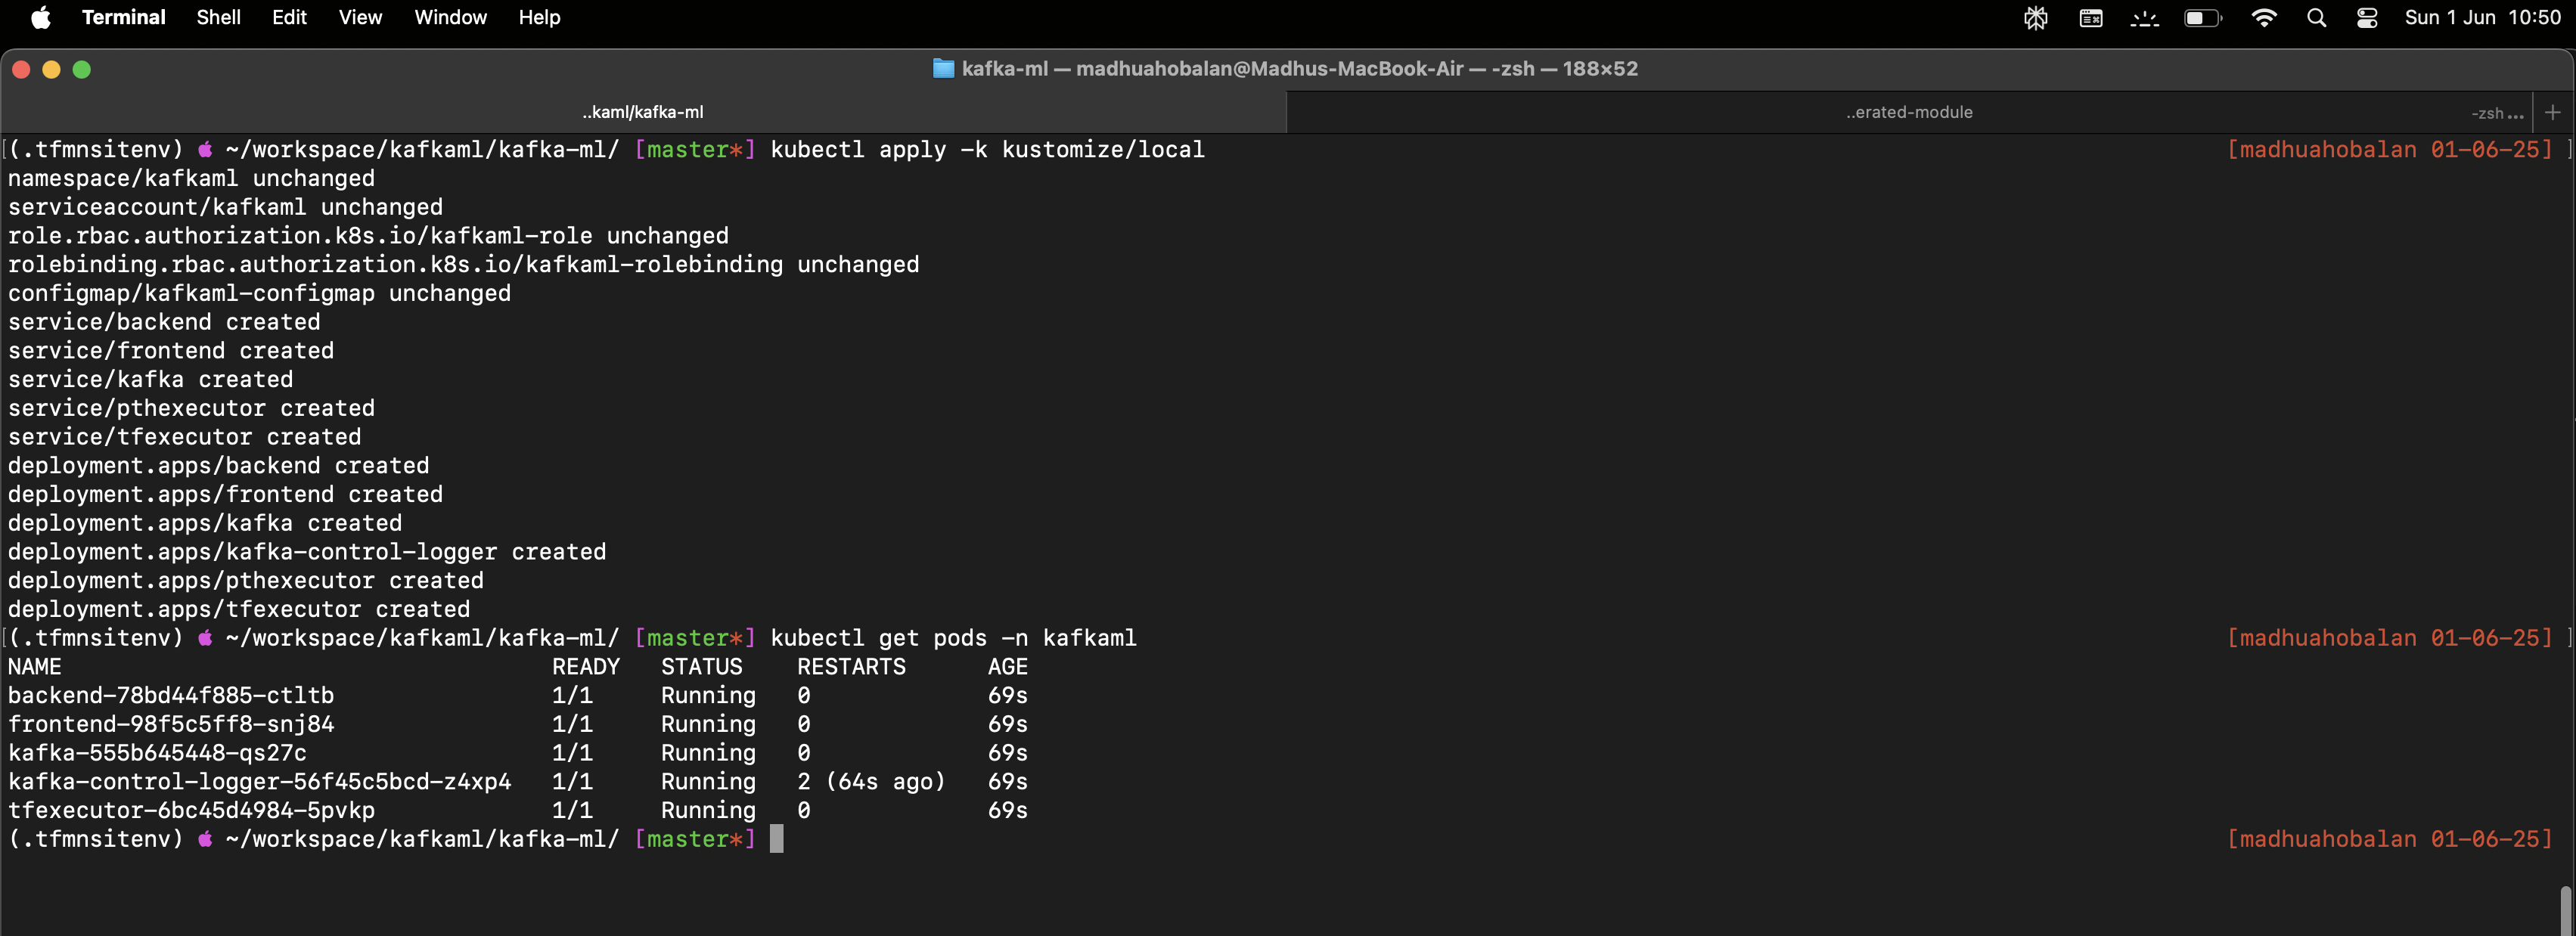 Terminal Shell Edit View Window Help Sun 1 Jun 10:50
kafka-ml — madhuahobalan@Madhus-MacBook-Air — -zsh — 188×52
..kaml/kafka-ml ..erated-module -zsh ... +
[(.tfmnsitenv) ~/workspace/kafkaml/kafka-ml/ [master*] kubectl apply -k kustomize/local [madhuahobalan 01-06-25] ]
namespace/kafkaml unchanged
serviceaccount/kafkaml unchanged
role.rbac.authorization.k8s.io/kafkaml-role unchanged
rolebinding.rbac.authorization.k8s.io/kafkaml-rolebinding unchanged
configmap/kafkaml-configmap unchanged
service/backend created
service/frontend created
service/kafka created
service/pthexecutor created
service/tfexecutor created
deployment.apps/backend created
deployment.apps/frontend created
deployment.apps/kafka created
deployment.apps/kafka-control-logger created
deployment.apps/pthexecutor created
deployment.apps/tfexecutor created
[(.tfmnsitenv) ~/workspace/kafkaml/kafka-ml/ [master*] kubectl get pods -n kafkaml [madhuahobalan 01-06-25] ]
NAME READY STATUS RESTARTS AGE
backend-78bd44f885-ctltb 1/1 Running 0 69s
frontend-98f5c5ff8-snj84 1/1 Running 0 69s
kafka-555b645448-qs27c 1/1 Running 0 69s
kafka-control-logger-56f45c5bcd-z4xp4 1/1 Running 2 (64s ago) 69s
tfexecutor-6bc45d4984-5pvkp 1/1 Running 0 69s
(.tfmnsitenv) ~/workspace/kafkaml/kafka-ml/ [master*] [madhuahobalan 01-06-25]